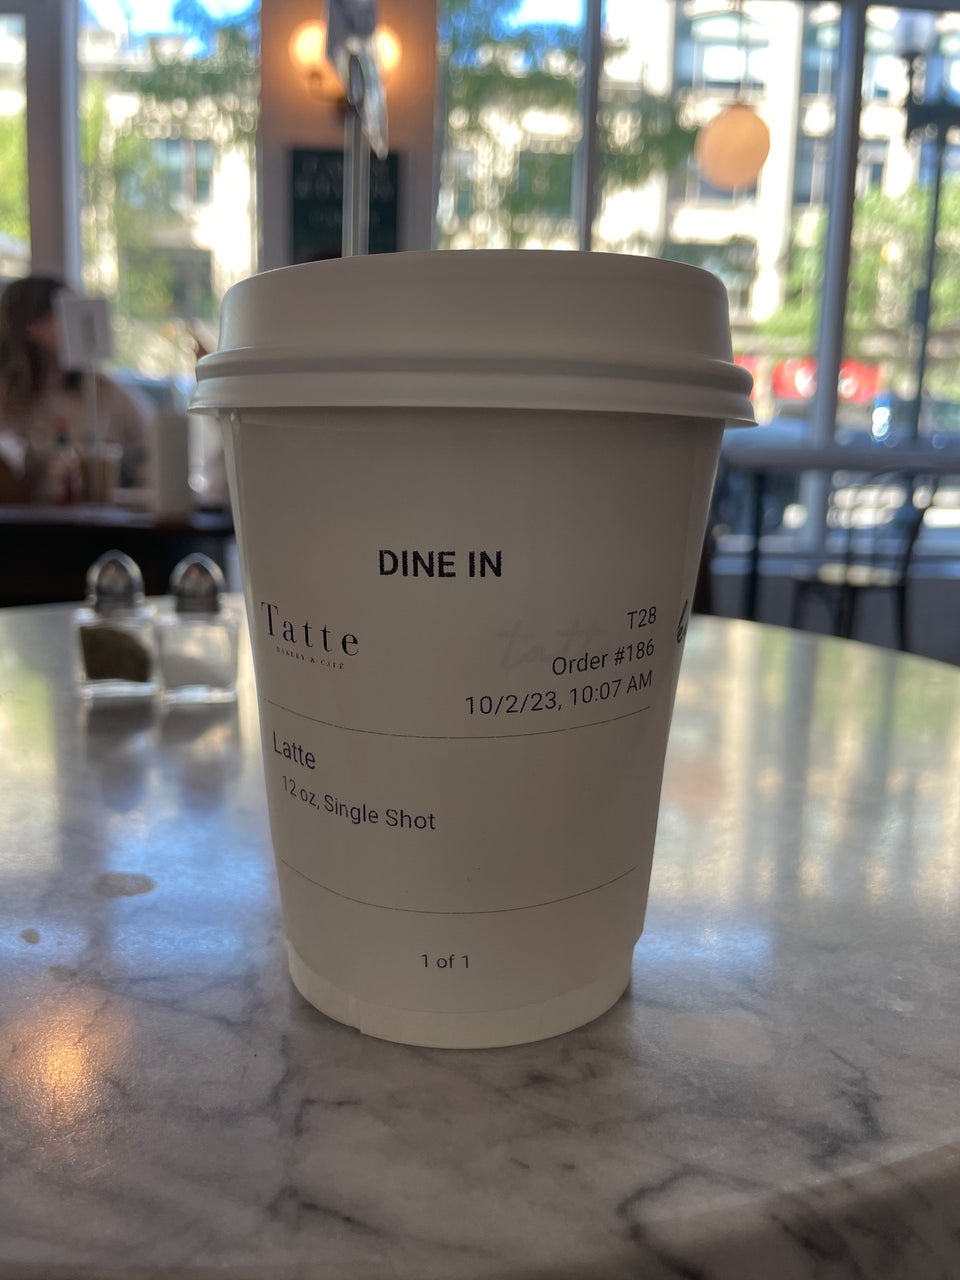 DINE IN
Tatte
BAKERY & CAFÉ
T28
Order #186
10/2/23, 10:07 AM
Latte
12 oz, Single Shot
1 of 1